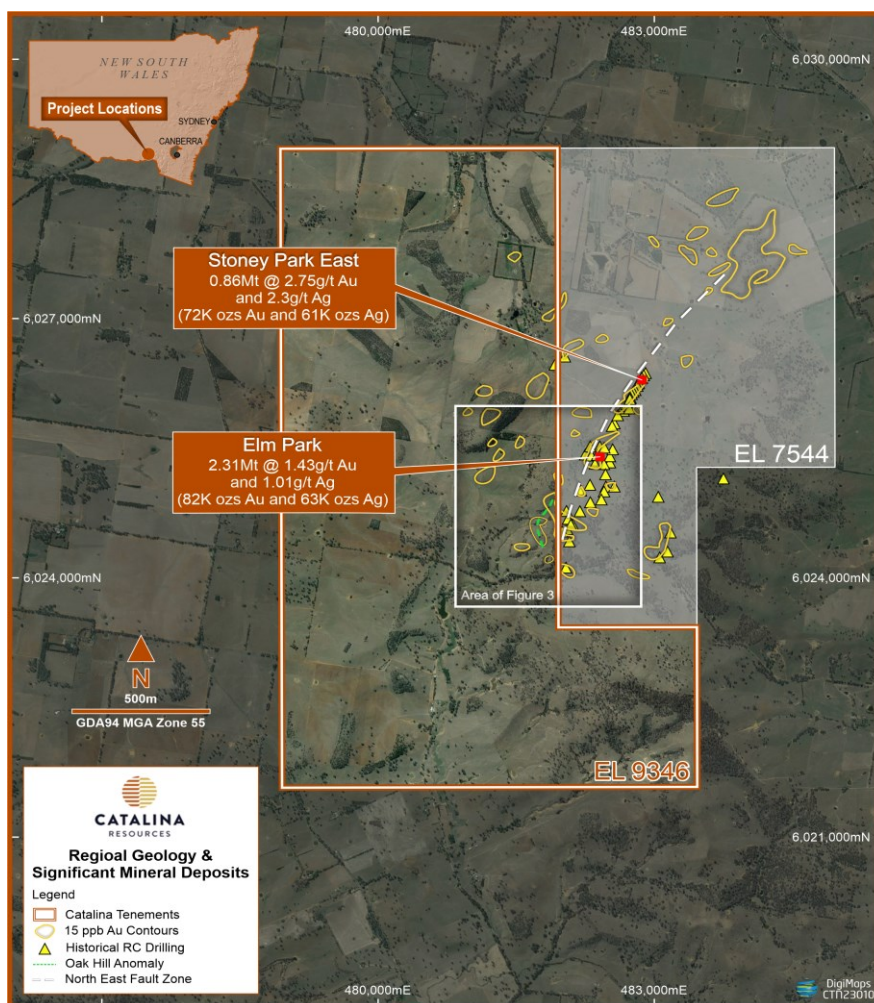 480,000mE
483,000mE
6,030,000mN
NEW SOUTH
WALES
Project Locations
SYDNEY
CANBERRA
Stoney Park East
0.86Mt @ 2.75g/t Au
and 2.3g/t Ag
(72K ozs Au and 61K ozs Ag)
6,027,000mN
6,027,000mN
Elm Park
2.31Mt @ 1.43g/t Au
and 1.01g/t Ag
(82K ozs Au and 63K ozs Ag)
EL 7544
6,024,000mN
6,024,000mN
Area of Figure 3
N
500m
GDA94 MGA Zone 55
EL 9346
CATALINA
RESOURCES
Regioal Geology &
Significant Mineral Deposits
Legend
Catalina Tenements
15 ppb Au Contours
Historical RC Drilling
Oak Hill Anomaly
North East Fault Zone
6,021,000mN
480,000mE
483,000mE
DigiMaps
CTN23010